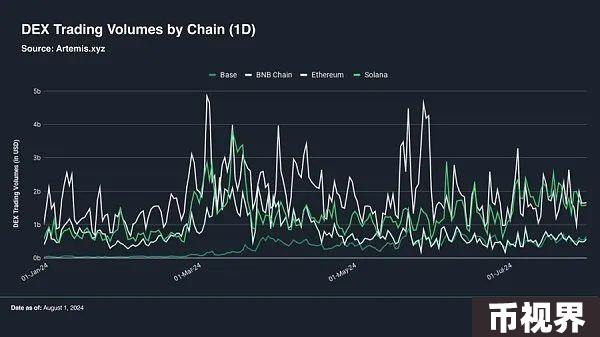 DEX Trading Volumes by Chain (1D)
Source: Artemis.xyz
Base BNB Chain Ethereum Solana
DEX Trading Volumes (in USD)
5b
4b
3b
2b
1b
0b
01-Jan-24 01-Mar-24 01-May-24 01-Jul-24
Date as of: August 1, 2024
币视界